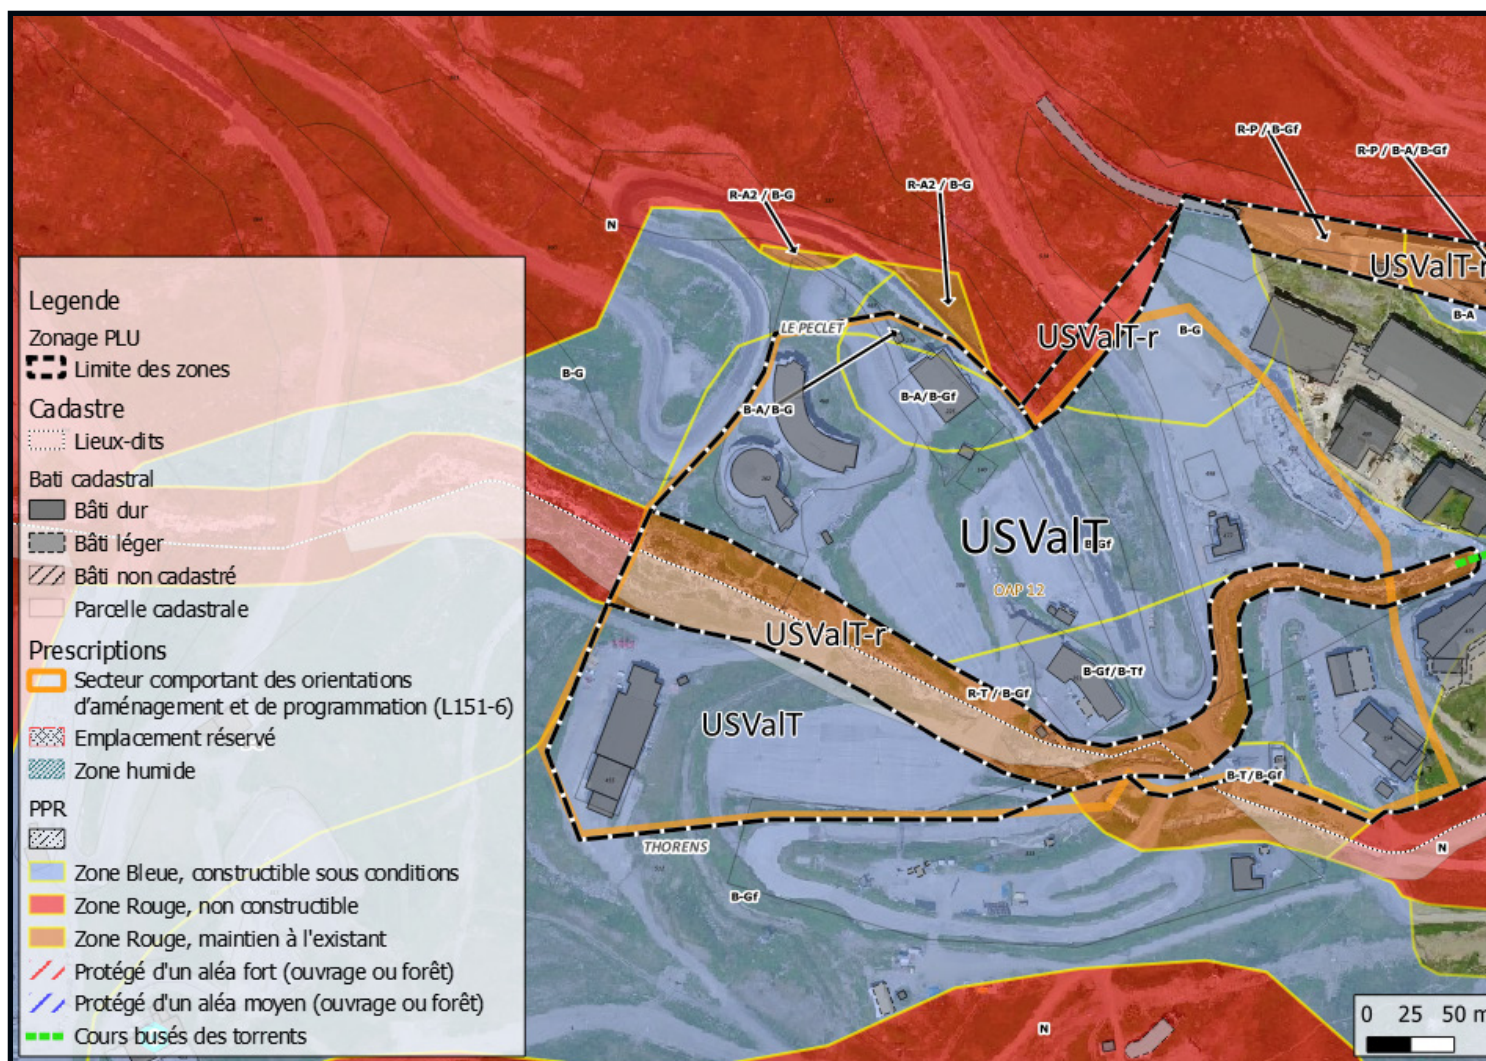 Legende
Zonage PLU
Limite des zones
Cadastre
Lieux-dits
Bati cadastral
Bâti dur
Bâti léger
Bâti non cadastré
Parcelle cadastrale
Prescriptions
Secteur comportant des orientations
d'aménagement et de programmation (L151-6)
Emplacement réservé
Zone humide
PPR
Zone Bleue, constructible sous conditions
Zone Rouge, non constructible
Zone Rouge, maintien à l'existant
Protégé d'un aléa fort (ouvrage ou forêt)
Protégé d'un aléa moyen (ouvrage ou forêt)
Cours busés des torrents
R-P / B-Gf
R-P / B-A/B-Gf
R-A2 / B-G
R-A2 / B-G
N
USValT-r
B-A
LE PECLET
USValT-r
B-G
B-G
B-A/B-Gf
B-A/B-G
USValT
B-Gf
OAP 12
USValT-r
B-Gf/B-Tf
R-T / B-Gf
USValT
B-T/B-Gf
THORENS
N
B-Gf
N
0 25 50 m